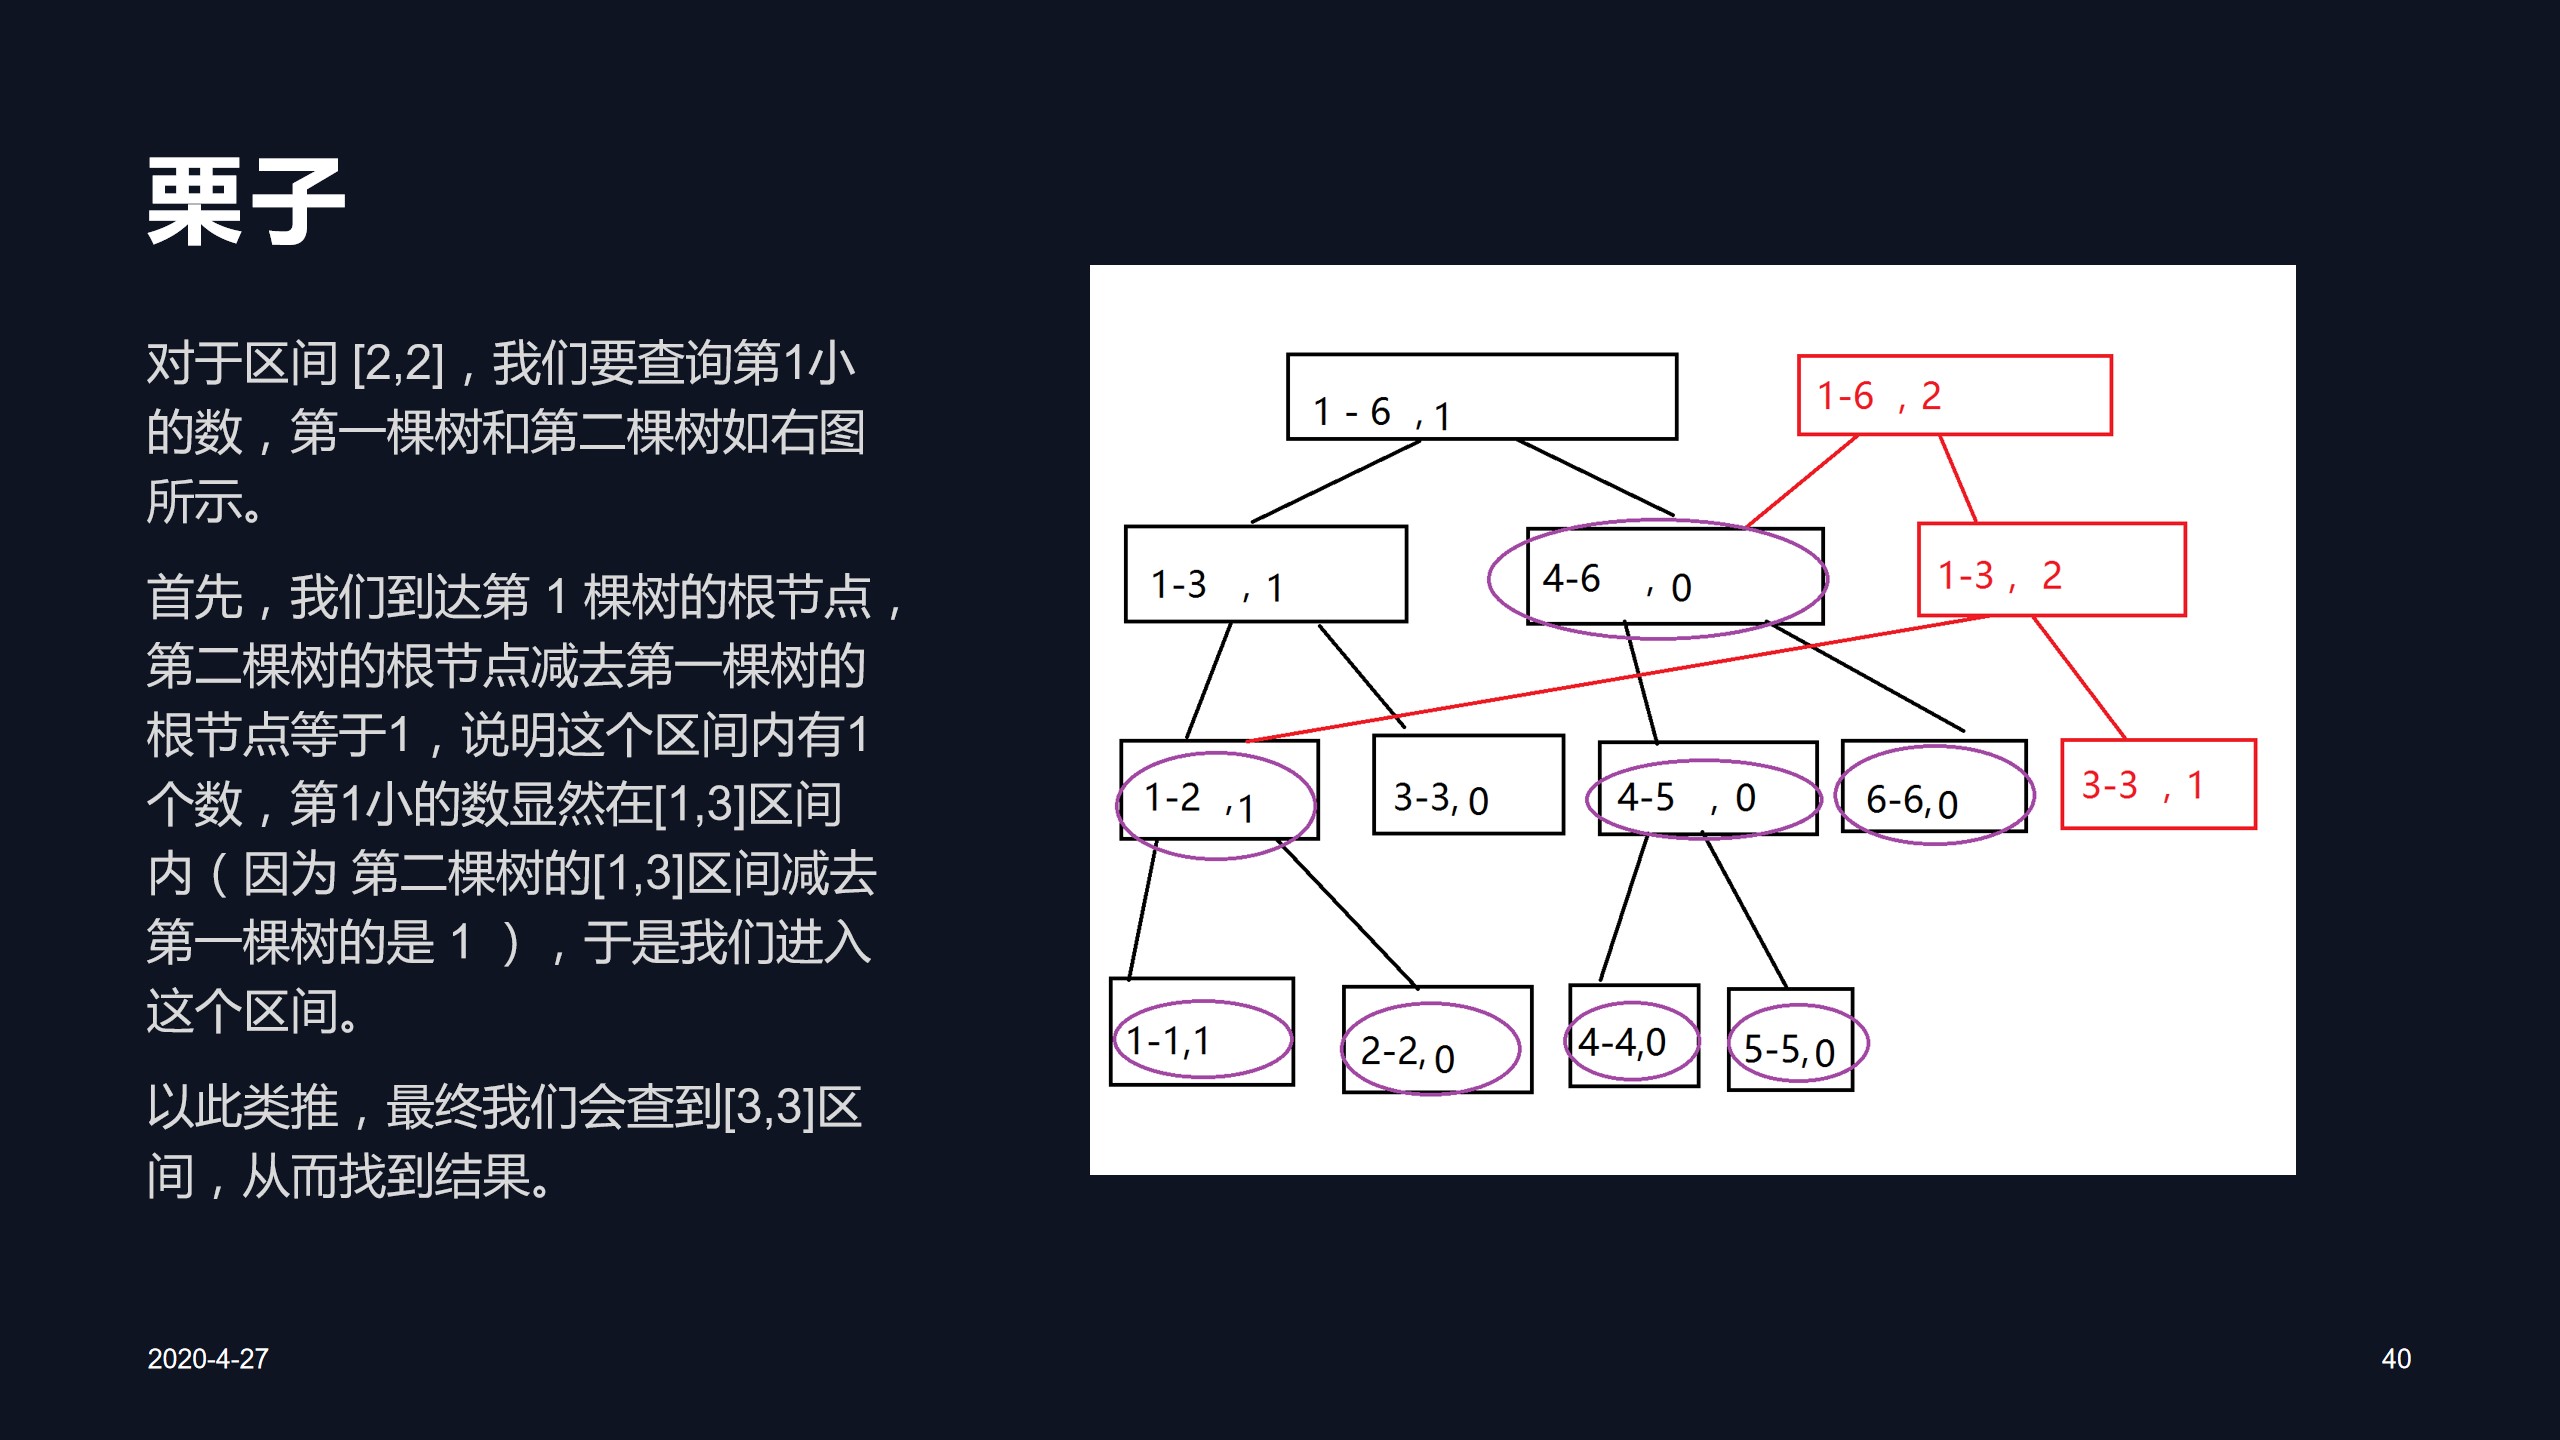 栗子
对于区间 [2,2]，我们要查询第1小
的数，第一棵树和第二棵树如右图
所示。
首先，我们到达第 1 棵树的根节点，
第二棵树的根节点减去第一棵树的
根节点等于1，说明这个区间内有1
个数，第1小的数显然在[1,3]区间
内（因为 第二棵树的[1,3]区间减去
第一棵树的是 1 ），于是我们进入
这个区间。
以此类推，最终我们会查到[3,3]区
间，从而找到结果。
1 - 6 , 1
1-6 , 2
1-3 , 1
4-6 , 0
1-3 , 2
1-2 , 1
3-3, 0
4-5 , 0
6-6, 0
3-3 , 1
1-1,1
2-2, 0
4-4,0
5-5, 0
2020-4-27
40